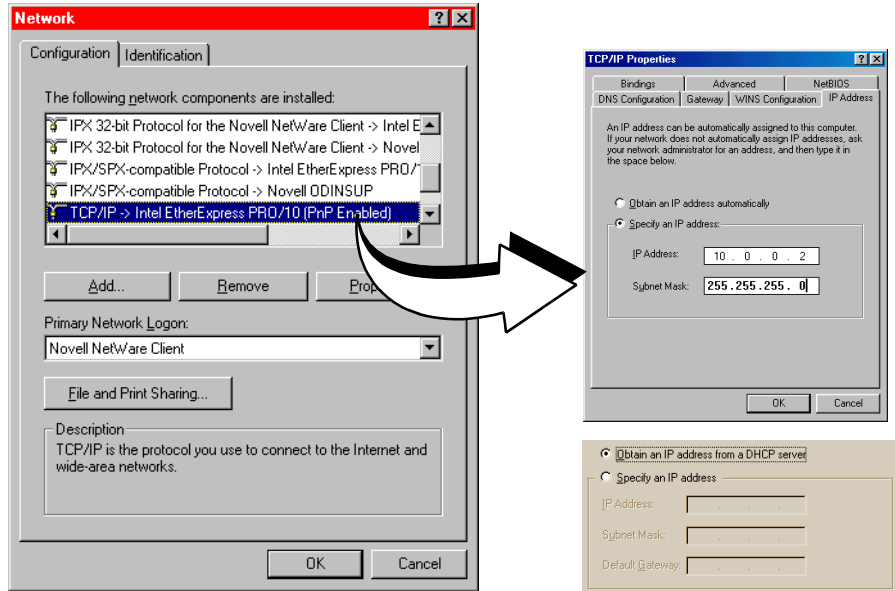 Network
Configuration
Identification
The following network components are installed:
IPX 32-bit Protocol for the Novell NetWare Client -> Intel E
IPX 32-bit Protocol for the Novell NetWare Client -> Novel
IPX/SPX-compatible Protocol -> Intel EtherExpress PRO/
IPX/SPX-compatible Protocol -> Novell ODINSUP
TCP/IP -> Intel EtherExpress PRO/10 (PnP Enabled)
Add...
Remove
Prop
Primary Network Logon:
Novell NetWare Client
File and Print Sharing...
Description
TCP/IP is the protocol you use to connect to the Internet and
wide-area networks.
OK
Cancel
TCP/IP Properties
Bindings
Advanced
NetBIOS
DNS Configuration
Gateway
WINS Configuration
IP Address
An IP address can be automatically assigned to this computer.
If your network does not automatically assign IP addresses, ask
your network administrator for an address, and then type it in
the space below.
Obtain an IP address automatically
Specify an IP address:
IP Address: 10 . 0 . 0 . 2
Subnet Mask: 255.255.255. 0
OK
Cancel
Obtain an IP address from a DHCP server
Specify an IP address
IP Address:
Subnet Mask:
Default Gateway: